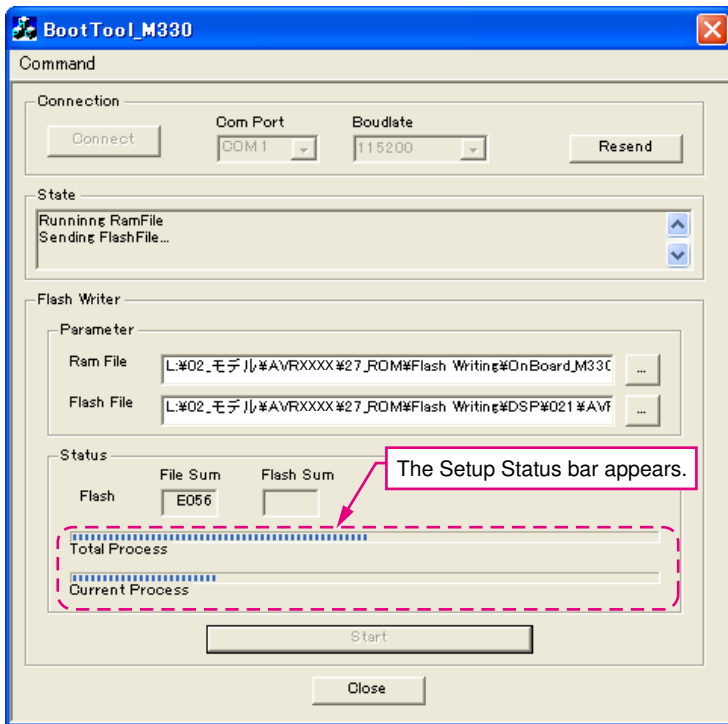 BootTool_M330
Command
Connection
Com Port Boudlate
Connect COM1 115200 Resend
State
Runninng RamFile
Sending FlashFile...
Flash Writer
Parameter
Ram File L:¥02_モデル¥AVRXXXX¥27_ROM¥Flash Writing¥OnBoard_M330 ...
Flash File L:¥02_モデル¥AVRXXXX¥27_ROM¥Flash Writing¥DSP¥021¥AVR ...
Status
The Setup Status bar appears.
File Sum Flash Sum
Flash E056
Total Process
Current Process
Start
Close